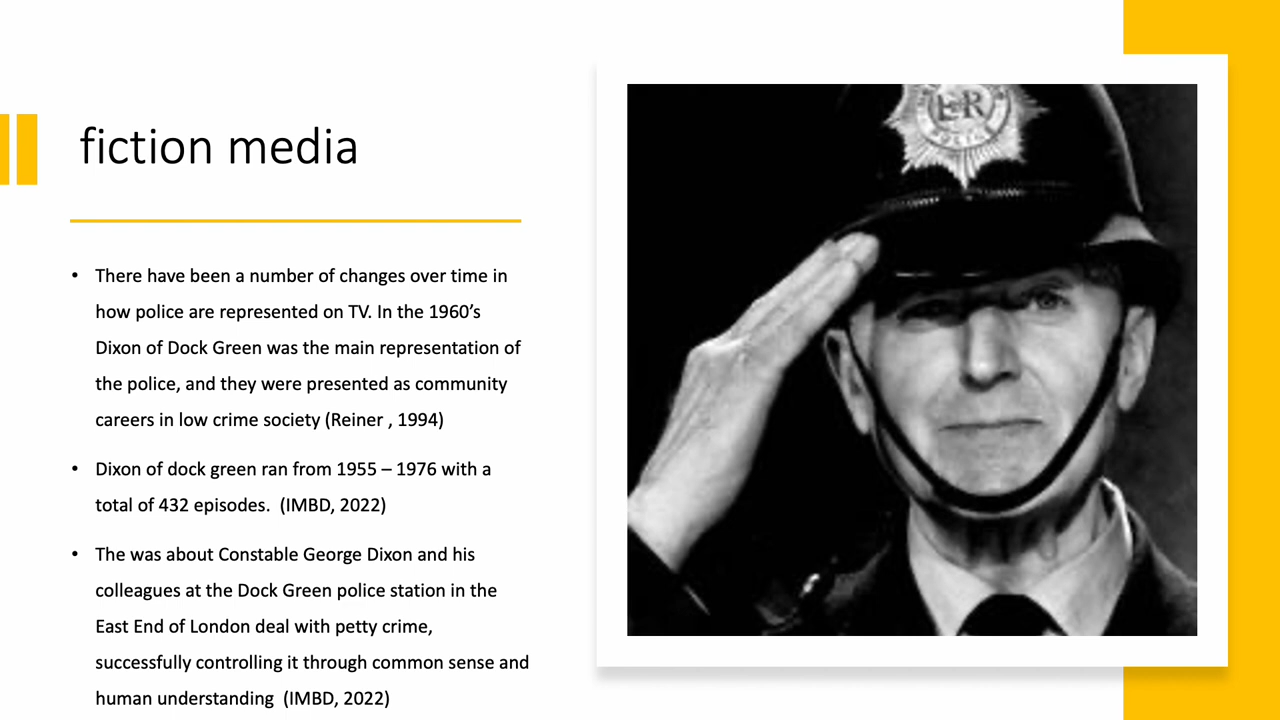 fiction media
• There have been a number of changes over time in
how police are represented on TV. In the 1960’s
Dixon of Dock Green was the main representation of
the police, and they were presented as community
careers in low crime society (Reiner , 1994)
• Dixon of dock green ran from 1955 – 1976 with a
total of 432 episodes.  (IMBD, 2022)
• The was about Constable George Dixon and his
colleagues at the Dock Green police station in the
East End of London deal with petty crime,
successfully controlling it through common sense and
human understanding  (IMBD, 2022)
ER
POLICE